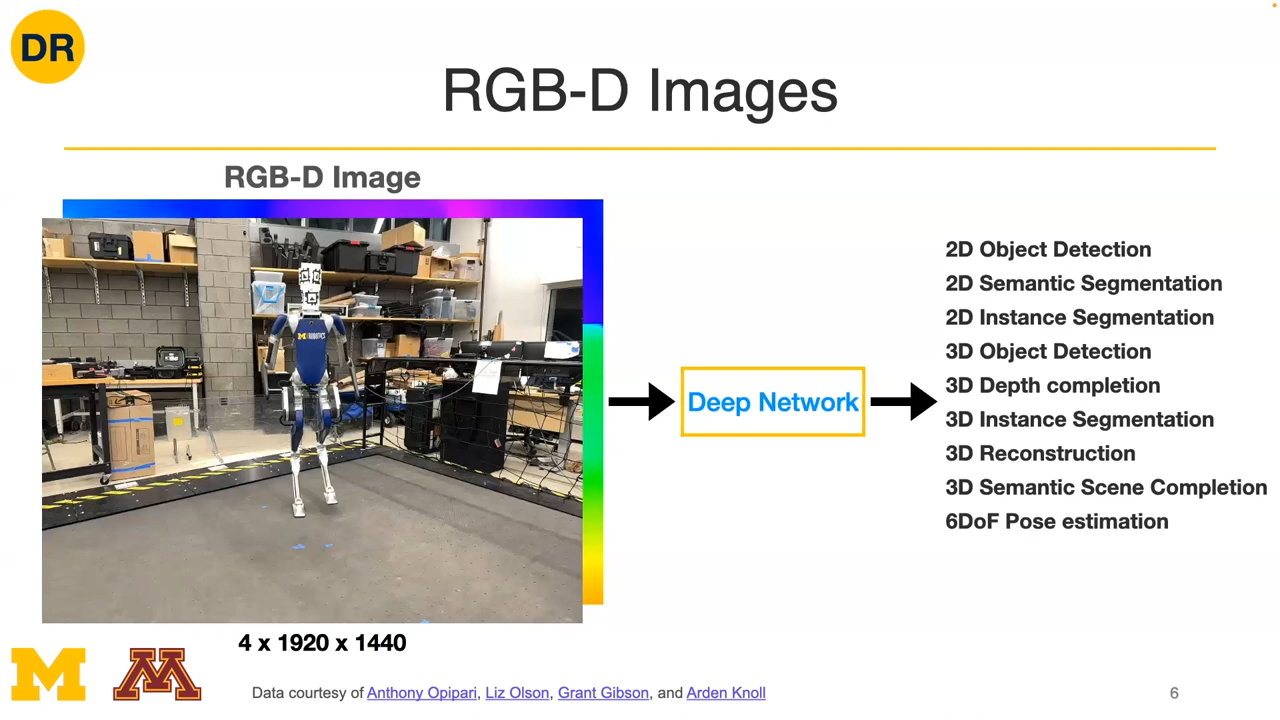 DR
RGB-D Images
RGB-D Image
M ROBOTICS
Deep Network
2D Object Detection
2D Semantic Segmentation
2D Instance Segmentation
3D Object Detection
3D Depth completion
3D Instance Segmentation
3D Reconstruction
3D Semantic Scene Completion
6DoF Pose estimation
4 x 1920 x 1440
M
M
Data courtesy of Anthony Opipari, Liz Olson, Grant Gibson, and Arden Knoll
6